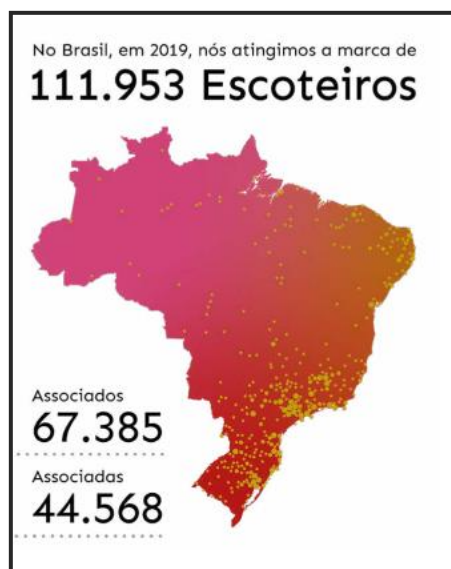 No Brasil, em 2019, nós atingimos a marca de
111.953 Escoteiros
Associados
67.385
Associadas
44.568